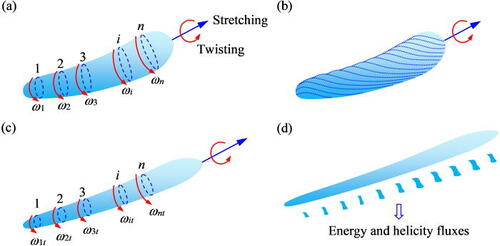 (a)
Stretching
Twisting
1 2 3 i n
ω1 ω2 ω3 ωi ωn
(b)
(c)
1 2 3 i n
ω1t ω2t ω3t ωit ωnt
(d)
Energy and helicity fluxes